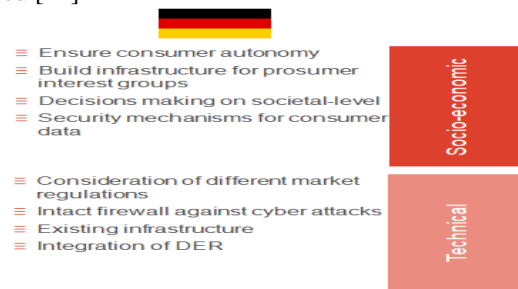 Ensure consumer autonomy
Build infrastructure for prosumer
interest groups
Decisions making on societal-level
Security mechanisms for consumer
data
Socio-economic
Consideration of different market
regulations
Intact firewall against cyber attacks
Existing infrastructure
Integration of DER
Technical